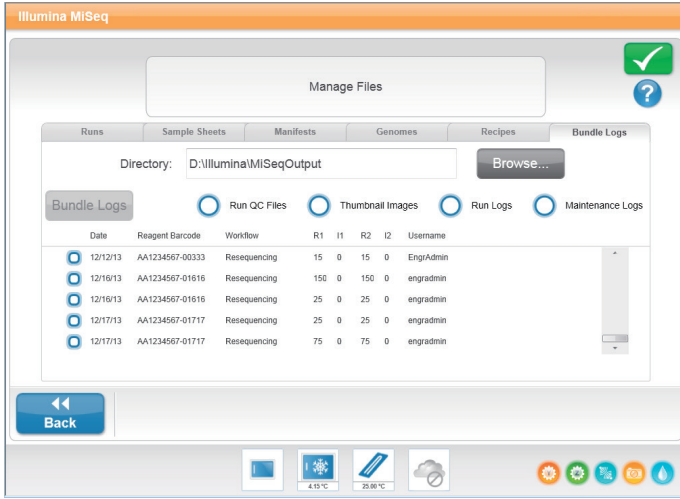 Illumina MiSeq
Manage Files
Runs Sample Sheets Manifests Genomes Recipes Bundle Logs
Directory: D:\Illumina\MiSeqOutput Browse...
Bundle Logs Run QC Files Thumbnail Images Run Logs Maintenance Logs
Date Reagent Barcode Workflow R1 I1 R2 I2 Username
12/12/13 AA1234567-00333 Resequencing 15 0 15 0 EngrAdmin
12/16/13 AA1234567-01616 Resequencing 150 0 150 0 engradmin
12/16/13 AA1234567-01616 Resequencing 25 0 25 0 engradmin
12/17/13 AA1234567-01717 Resequencing 25 0 25 0 engradmin
12/17/13 AA1234567-01717 Resequencing 75 0 75 0 engradmin
Back
4.15 °C 25.00 °C